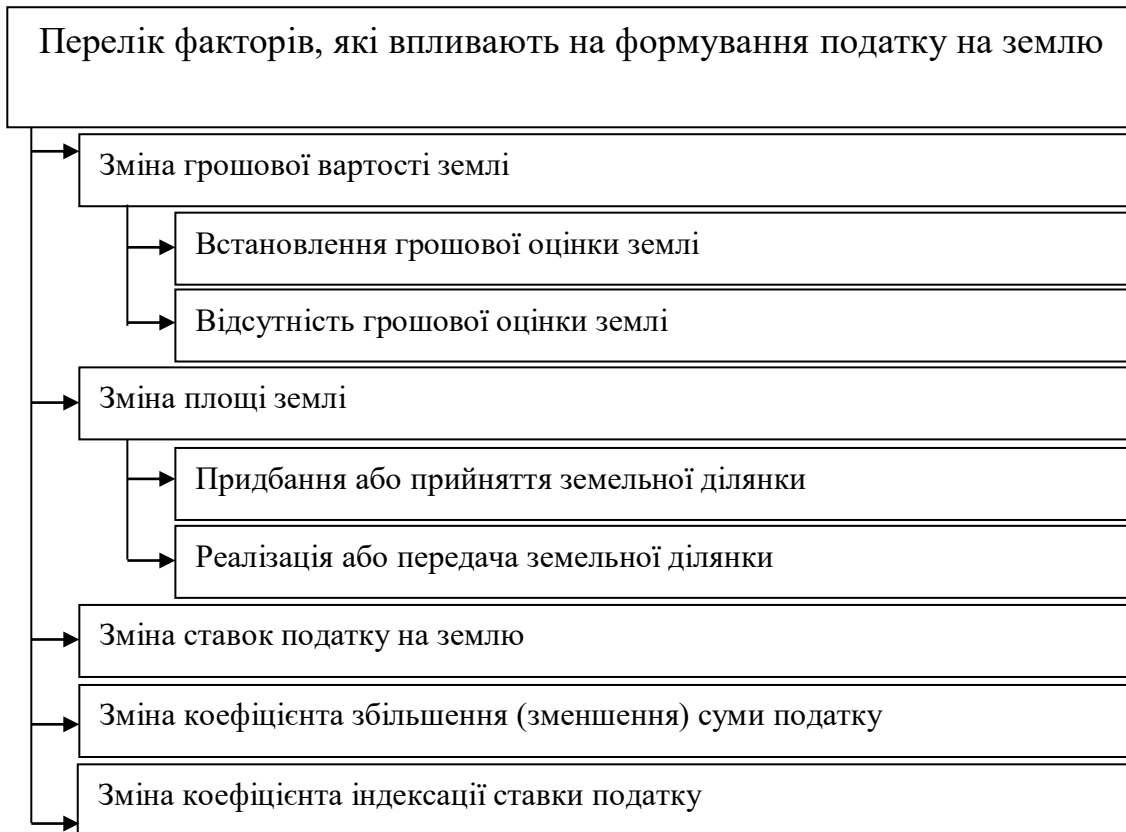 Перелік факторів, які впливають на формування податку на землю
Зміна грошової вартості землі
Встановлення грошової оцінки землі
Відсутність грошової оцінки землі
Зміна площі землі
Придбання або прийняття земельної ділянки
Реалізація або передача земельної ділянки
Зміна ставок податку на землю
Зміна коефіцієнта збільшення (зменшення) суми податку
Зміна коефіцієнта індексації ставки податку